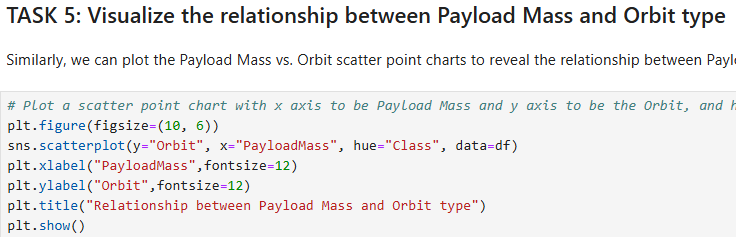 TASK 5: Visualize the relationship between Payload Mass and Orbit type
Similarly, we can plot the Payload Mass vs. Orbit scatter point charts to reveal the relationship between
# Plot a scatter point chart with x axis to be Payload Mass and y axis to be the Orbit, and
plt.figure(figsize=(10, 6))
sns.scatterplot(y="Orbit", x="PayloadMass", hue="Class", data=df)
plt.xlabel("PayloadMass",fontsize=12)
plt.ylabel("Orbit",fontsize=12)
plt.title("Relationship between Payload Mass and Orbit type")
plt.show()